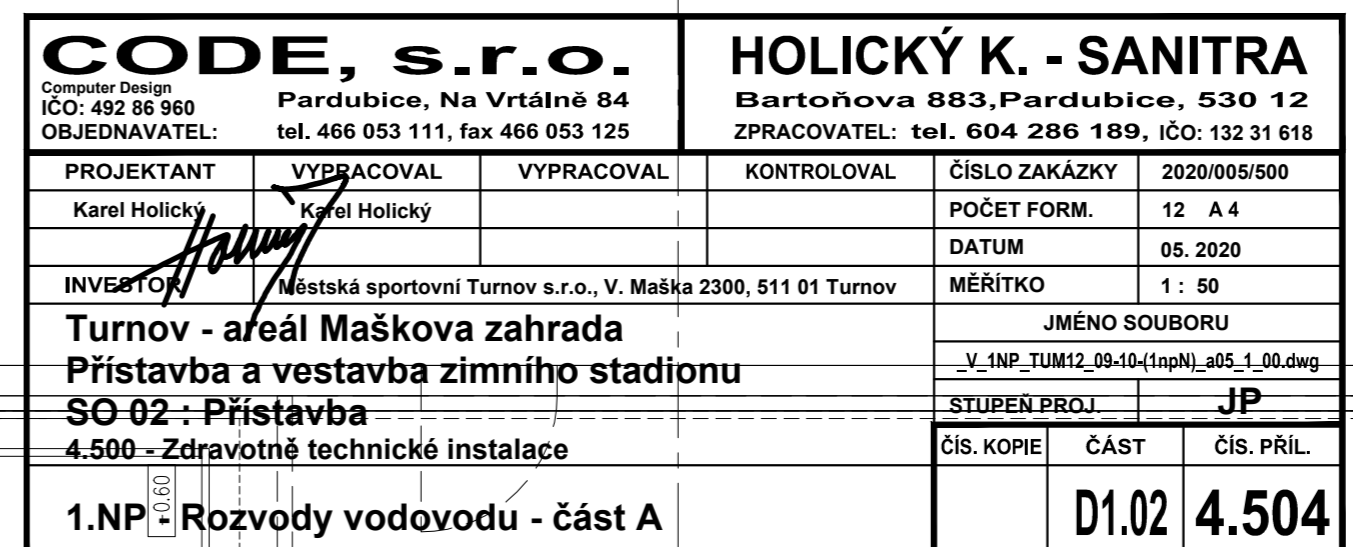 CODE, s.r.o.
Computer Design
IČO: 492 86 960
Pardubice, Na Vrtálně 84
OBJEDNAVATEL:
tel. 466 053 111, fax 466 053 125
HOLICKÝ K. - SANITRA
Bartoňova 883,Pardubice, 530 12
ZPRACOVATEL: tel. 604 286 189, IČO: 132 31 618
PROJEKTANT VYPRACOVAL VYPRACOVAL KONTROLOVAL
Karel Holický Karel Holický
INVESTOR Městská sportovní Turnov s.r.o., V. Maška 2300, 511 01 Turnov
ČÍSLO ZAKÁZKY 2020/005/500
POČET FORM. 12 A 4
DATUM 05. 2020
MĚŘÍTKO 1 : 50
Turnov - areál Maškova zahrada
Přístavba a vestavba zimního stadionu
SO 02 : Přístavba
4.500 - Zdravotně technické instalace
JMÉNO SOUBORU
_V_1NP_TUM12_09-10-(1npN)_a05_1_00.dwg
STUPEŇ PROJ. JP
ČÍS. KOPIE ČÁST ČÍS. PŘÍL.
D1.02 4.504
1.NP - Rozvody vodovodu - část A